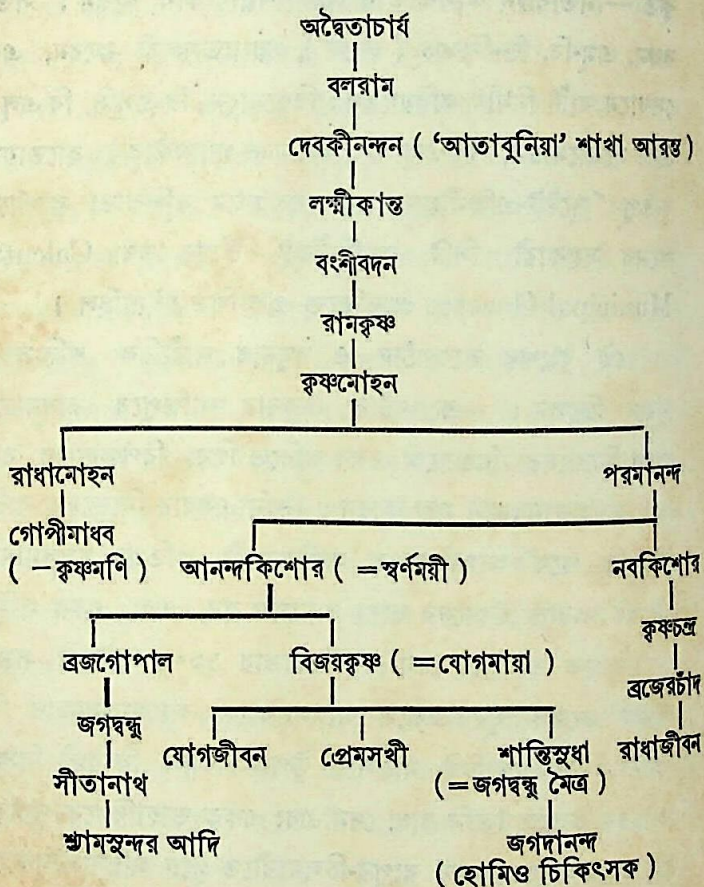 অদ্বৈতাচার্য
বলরাম
দেবকীনন্দন ( ‘আতাবুনিয়া’ শাখা আরম্ভ )
লক্ষ্মীকান্ত
বংশীবদন
রামকৃষ্ণ
কৃষ্ণমোহন
রাধামোহন পরমানন্দ
গোপীমাধব
( –কৃষ্ণমণি ) আনন্দকিশোর ( =স্বর্ণময়ী ) নবকিশোর
কৃষ্ণচন্দ্র
ব্রজগোপাল বিজয়কৃষ্ণ ( =যোগমায়া )
ব্রজেরচাঁদ
জগদ্বন্ধু
যোগজীবন প্রেমসখী শান্তিসুধা রাধাজীবন
সীতানাথ ( =জগদ্বন্ধু মৈত্র )
শ্যামসুন্দর আদি জগদানন্দ
( হোমিও চিকিৎসক )